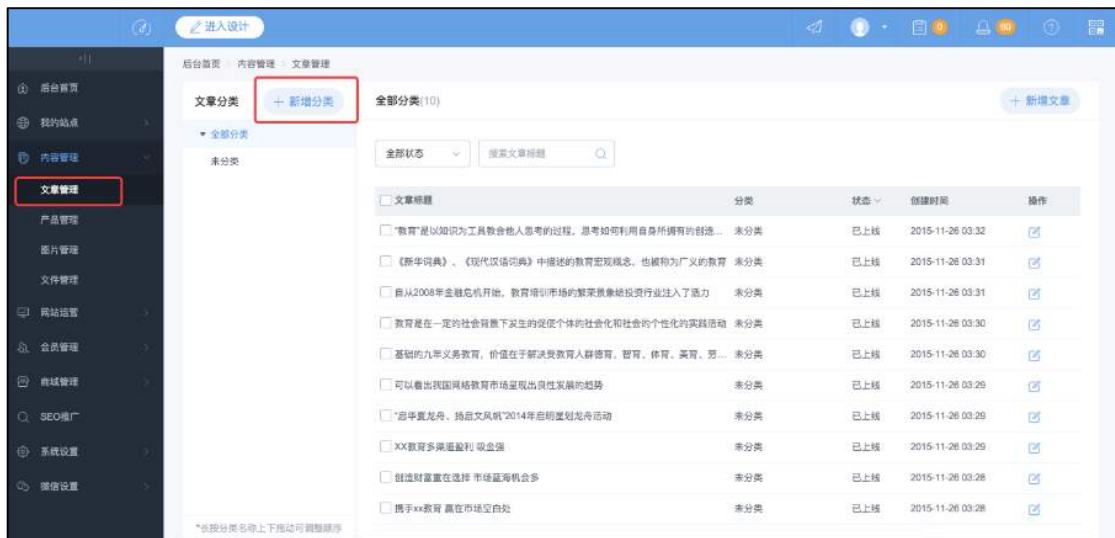 进入设计
0
90
后台首页 内容管理 文章管理
后台首页
我的站点
内容管理
文章管理
产品管理
图片管理
文件管理
网站运营
会员管理
商城管理
SEO推广
系统设置
微信设置
文章分类
+ 新增分类
全部分类
未分类
*长按分类名称上下拖动可调整顺序
全部分类(10)
+ 新增文章
全部状态
搜索文章标题
文章标题 分类 状态 创建时间 操作
“教育”是以知识为工具教会他人思考的过程,思考如何利用自身所拥有的创造... 未分类 已上线 2015-11-26 03:32
《新华词典》、《现代汉语词典》中描述的教育宏观概念,也被称为广义的教育 未分类 已上线 2015-11-26 03:31
自从2008年金融危机开始,教育培训市场的繁荣景象给投资行业注入了活力 未分类 已上线 2015-11-26 03:31
教育是在一定的社会背景下发生的促使个体的社会化和社会的个性化的实践活动 未分类 已上线 2015-11-26 03:30
基础的九年义务教育,价值在于解决受教育人群德育、智育、体育、美育、劳... 未分类 已上线 2015-11-26 03:30
可以看出我国网络教育市场呈现出良性发展的趋势 未分类 已上线 2015-11-26 03:29
“启华夏龙舟、扬启文风帆”2014年启明星划龙舟活动 未分类 已上线 2015-11-26 03:29
XX教育多渠道盈利 吸金强 未分类 已上线 2015-11-26 03:29
创造财富重在选择 市场蓝海机会多 未分类 已上线 2015-11-26 03:28
携手xx教育 赢在市场空白处 未分类 已上线 2015-11-26 03:28